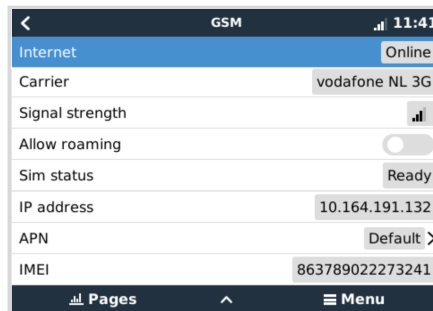 GSM 11:41
Internet Online
Carrier vodafone NL 3G
Signal strength
Allow roaming
Sim status Ready
IP address 10.164.191.132
APN Default
IMEI 863789022273241
Pages Menu